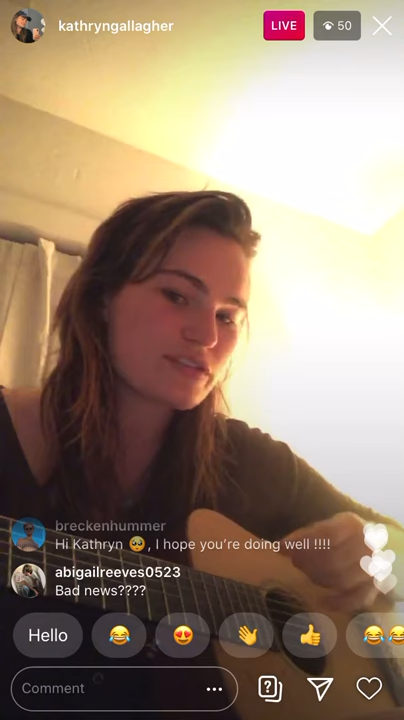 kathryngallagher
LIVE
50
breckenhummer
Hi Kathryn 🥺, I hope you're doing well !!!!
abigailreeves0523
Bad news????
Hello
Comment